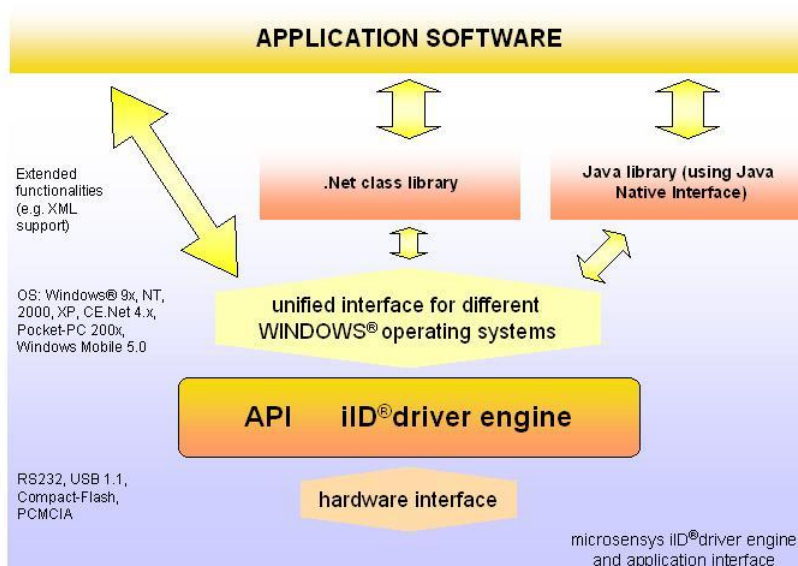 APPLICATION SOFTWARE
Extended
functionalities
(e.g. XML
support)
.Net class library
Java library (using Java
Native Interface)
OS: Windows® 9x, NT,
2000, XP, CE.Net 4.x,
Pocket-PC 200x,
Windows Mobile 5.0
unified interface for different
WINDOWS® operating systems
API iID® driver engine
RS232, USB 1.1,
Compact-Flash,
PCMCIA
hardware interface
microsensys iID® driver engine
and application interface